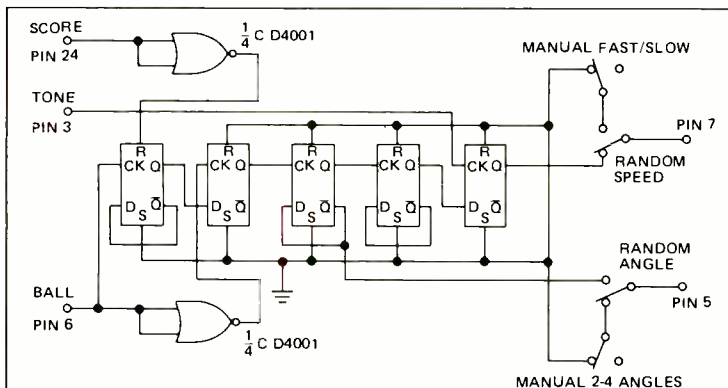 SCORE
PIN 24
1/4 C D4001
TONE
PIN 3
MANUAL FAST/SLOW
PIN 7
RANDOM SPEED
R R R R R
CK Q CK Q CK Q CK Q CK Q
D S Q̅ D S Q̅ D S Q̅ D S Q̅ D S Q̅
RANDOM ANGLE
BALL
PIN 6
1/4 C D4001
PIN 5
MANUAL 2-4 ANGLES